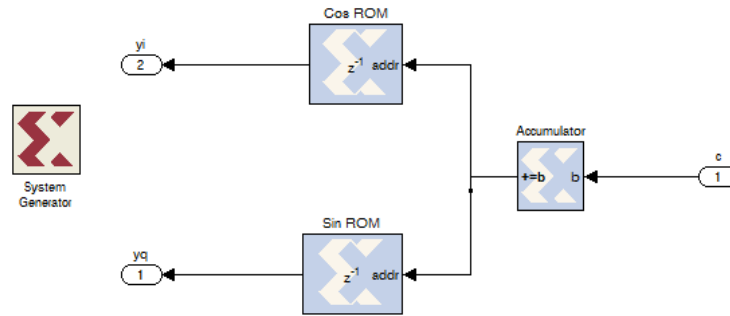 Cos ROM
yi
2
z-1 addr
System
Generator
Accumulator
+=b b
c
1
Sin ROM
yq
1
z-1 addr